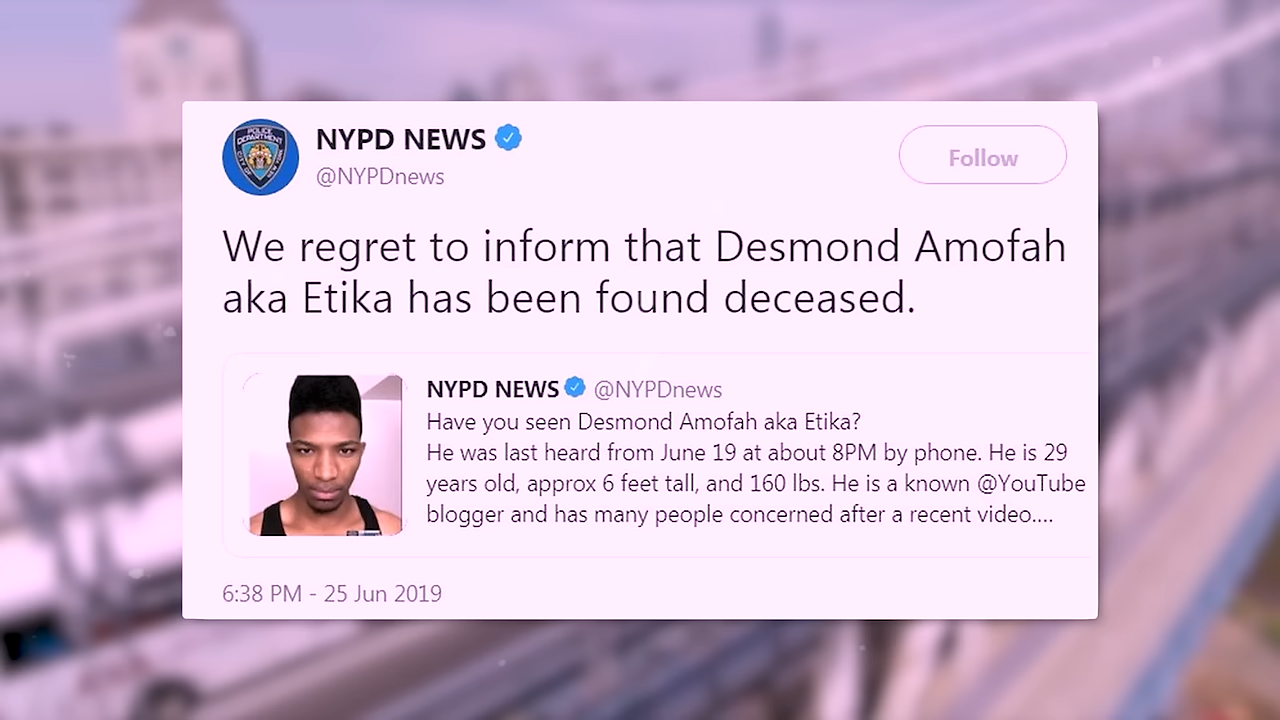 NYPD NEWS
@NYPDnews
Follow
We regret to inform that Desmond Amofah
aka Etika has been found deceased.
NYPD NEWS @NYPDnews
Have you seen Desmond Amofah aka Etika?
He was last heard from June 19 at about 8PM by phone. He is 29
years old, approx 6 feet tall, and 160 lbs. He is a known @YouTube
blogger and has many people concerned after a recent video....
6:38 PM - 25 Jun 2019